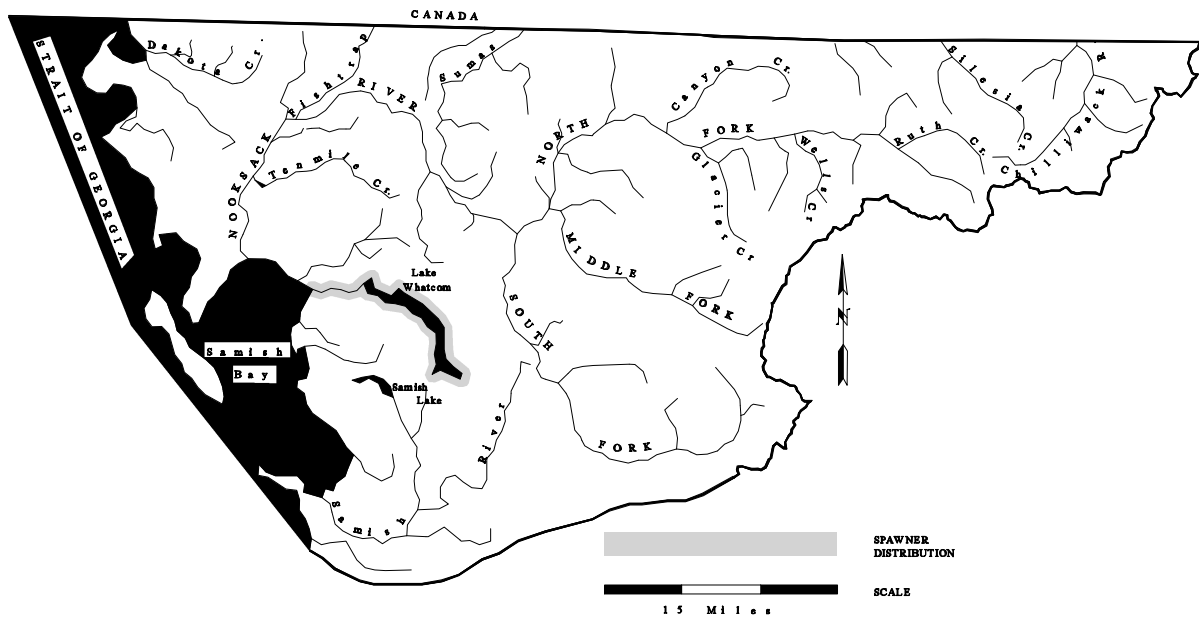 CANADA
STRAIT OF GEORGIA
Dakota Cr.
Fishtrap
Sumas
NOOKSACK
RIVER
Tenmile Cr.
Canyon Cr.
NORTH
FORK
Glacier Cr
Wells Cr
Ruth Cr.
Silesia Cr.
Chilliwack R
MIDDLE
FORK
SOUTH
FORK
Lake
Whatcom
Samish
Bay
Samish
Lake
Samish
River
N
SPAWNER
DISTRIBUTION
SCALE
15 Miles